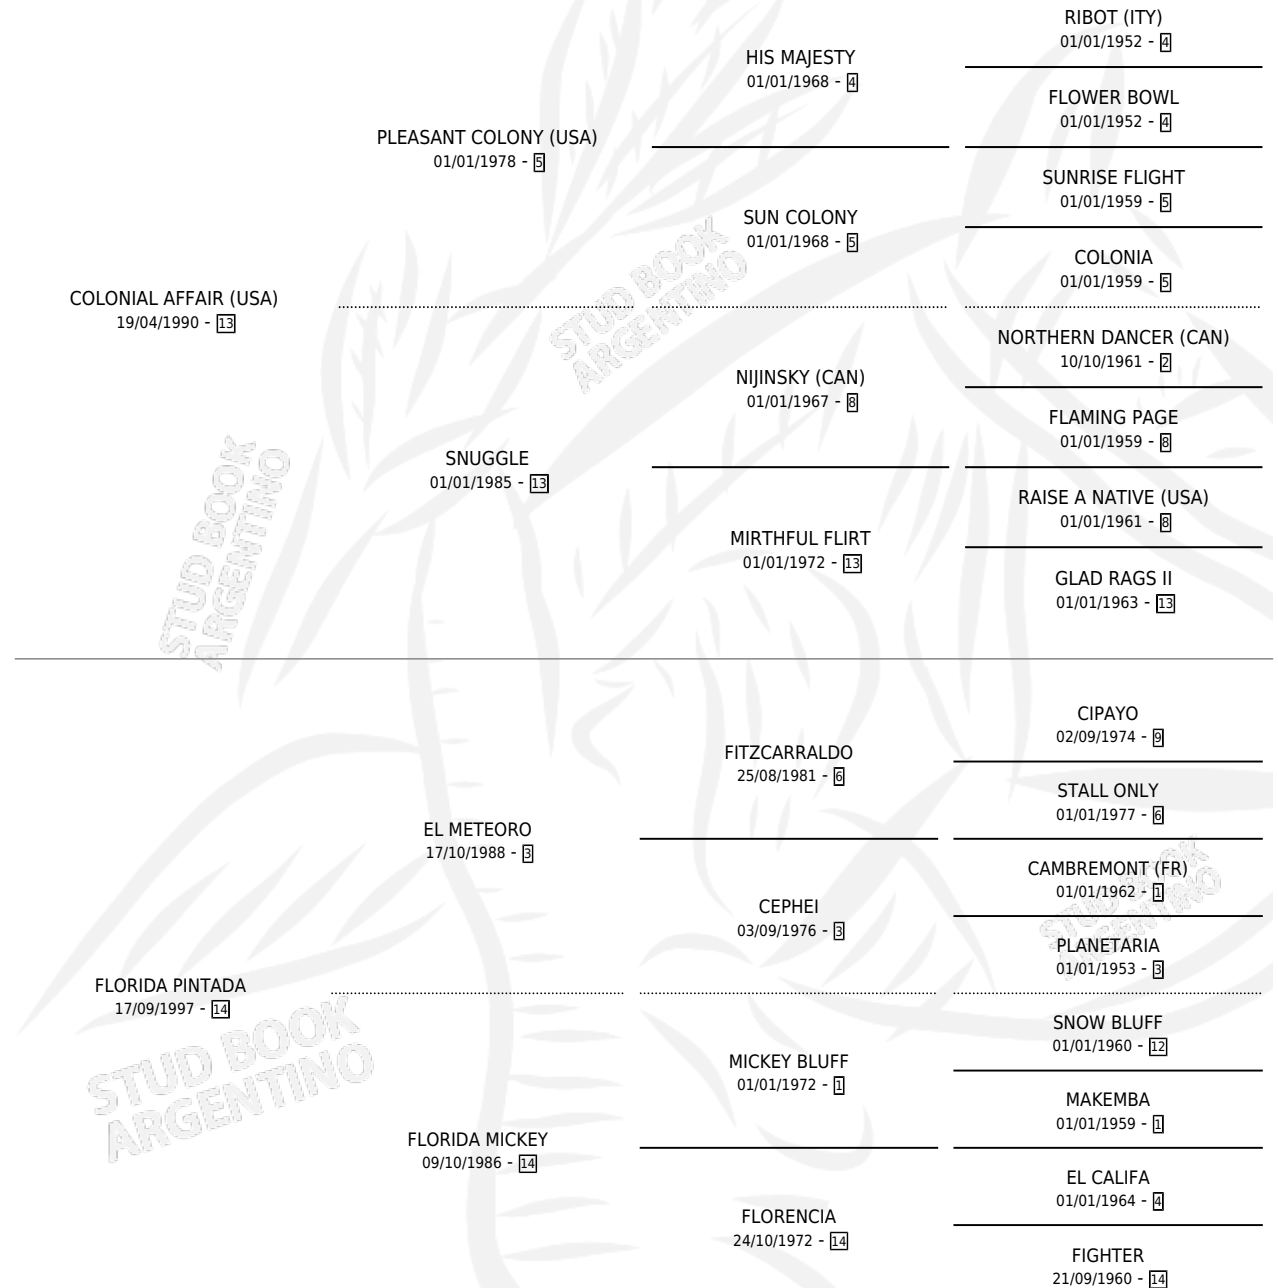 RIBOT (ITY)
01/01/1952 - 4
HIS MAJESTY
01/01/1968 - 4
FLOWER BOWL
01/01/1952 - 4
PLEASANT COLONY (USA)
01/01/1978 - 5
SUNRISE FLIGHT
01/01/1959 - 5
SUN COLONY
01/01/1968 - 5
COLONIA
01/01/1959 - 5
COLONIAL AFFAIR (USA)
19/04/1990 - 13
NORTHERN DANCER (CAN)
10/10/1961 - 2
NIJINSKY (CAN)
01/01/1967 - 8
FLAMING PAGE
01/01/1959 - 8
SNUGGLE
01/01/1985 - 13
RAISE A NATIVE (USA)
01/01/1961 - 8
MIRTHFUL FLIRT
01/01/1972 - 13
GLAD RAGS II
01/01/1963 - 13
CIPAYO
02/09/1974 - 9
FITZCARRALDO
25/08/1981 - 6
STALL ONLY
01/01/1977 - 6
EL METEORO
17/10/1988 - 3
CAMBREMONT (FR)
01/01/1962 - 1
CEPHEI
03/09/1976 - 3
PLANETARIA
01/01/1953 - 3
FLORIDA PINTADA
17/09/1997 - 14
SNOW BLUFF
01/01/1960 - 12
MICKEY BLUFF
01/01/1972 - 1
MAKEMBA
01/01/1959 - 1
FLORIDA MICKEY
09/10/1986 - 14
EL CALIFA
01/01/1964 - 4
FLORENCIA
24/10/1972 - 14
FIGHTER
21/09/1960 - 14
STUD BOOK
ARGENTINO
STUD BOOK
ARGENTINO
STUD BOOK
ARGENTINO
STUD BOOK
ARGENTINO